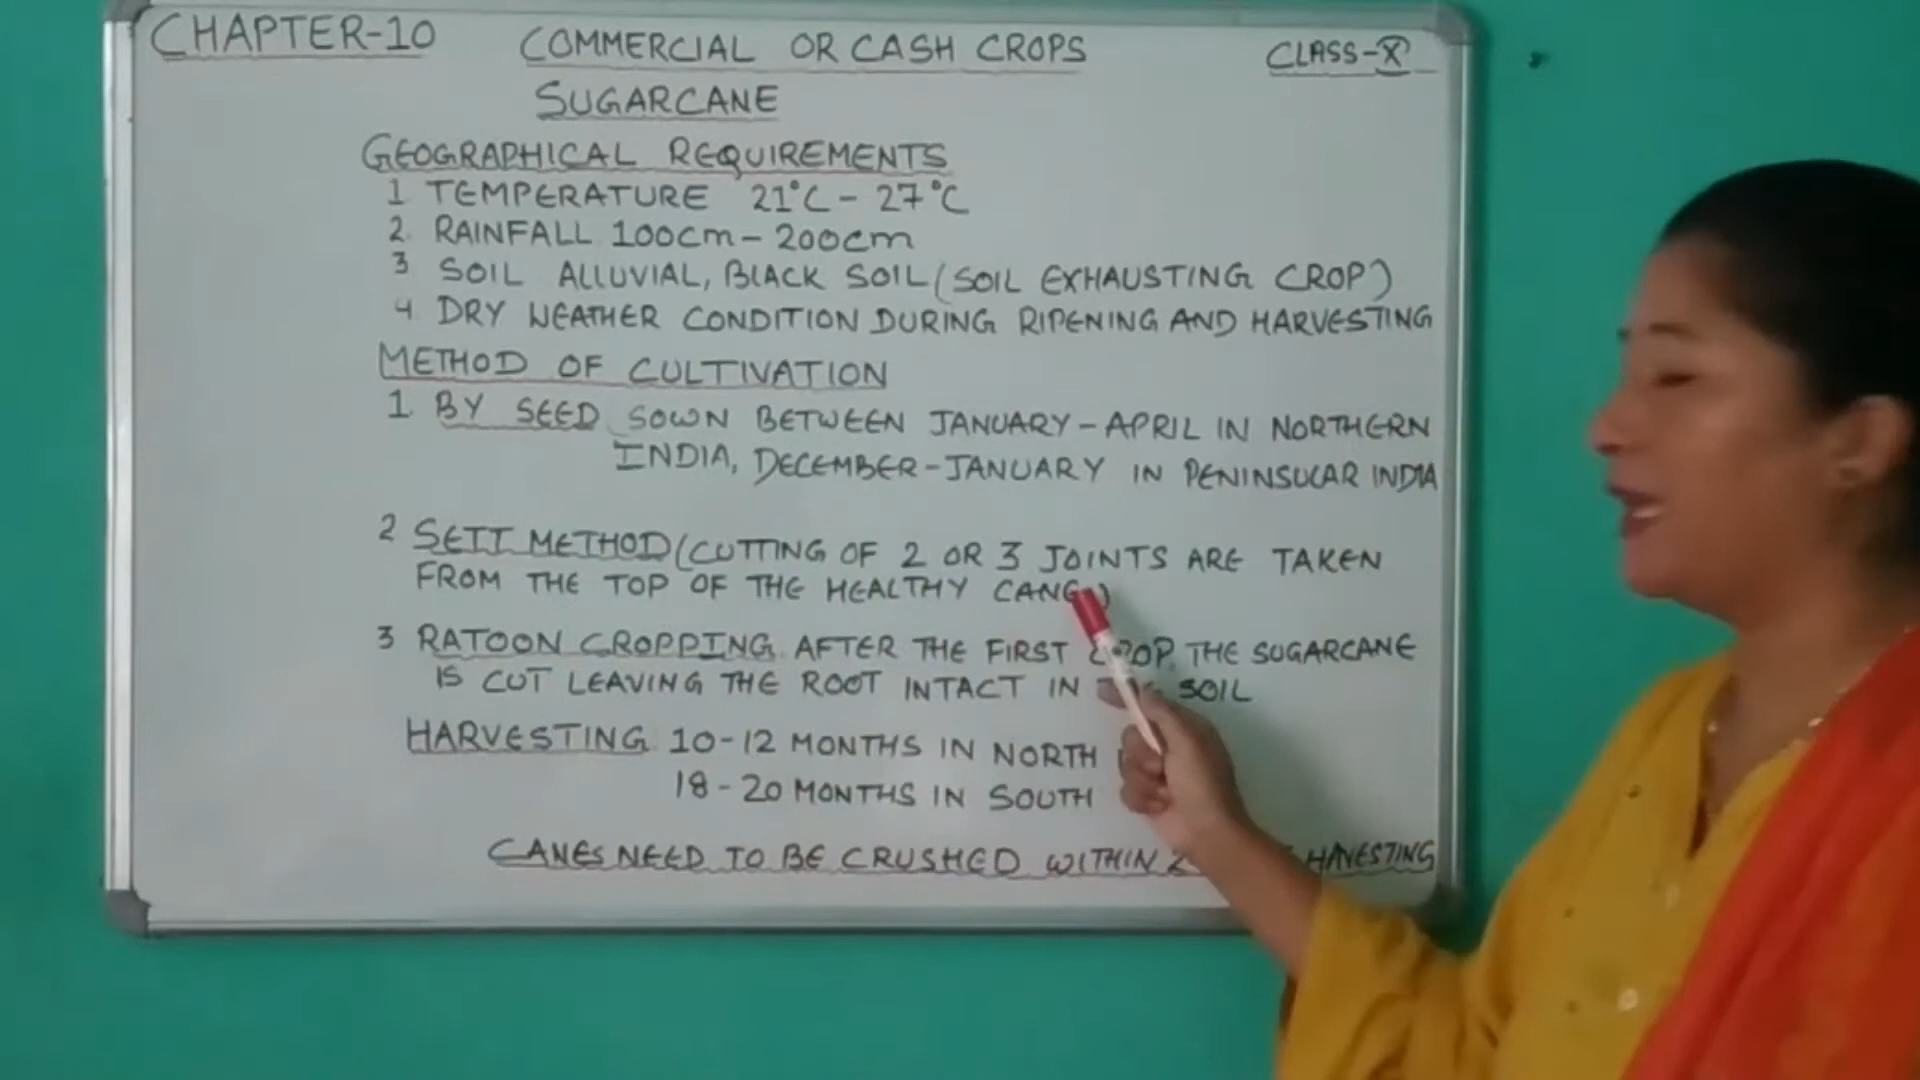 CHAPTER-10
COMMERCIAL OR CASH CROPS
CLASS-X
SUGARCANE
GEOGRAPHICAL REQUIREMENTS
1 TEMPERATURE 21°C - 27°C
2. RAINFALL 100cm - 200cm
3 SOIL ALLUVIAL, BLACK SOIL (SOIL EXHAUSTING CROP)
4 DRY WEATHER CONDITION DURING RIPENING AND HARVESTING
METHOD OF CULTIVATION
1 BY SEED SOWN BETWEEN JANUARY - APRIL IN NORTHERN
INDIA, DECEMBER - JANUARY IN PENINSULAR INDIA
2 SETT METHOD (CUTTING OF 2 OR 3 JOINTS ARE TAKEN
FROM THE TOP OF THE HEALTHY CANE)
3 RATOON CROPPING AFTER THE FIRST CROP THE SUGARCANE
IS CUT LEAVING THE ROOT INTACT IN THE SOIL
HARVESTING 10-12 MONTHS IN NORTH
18-20 MONTHS IN SOUTH
CANES NEED TO BE CRUSHED WITHIN HAVESTING